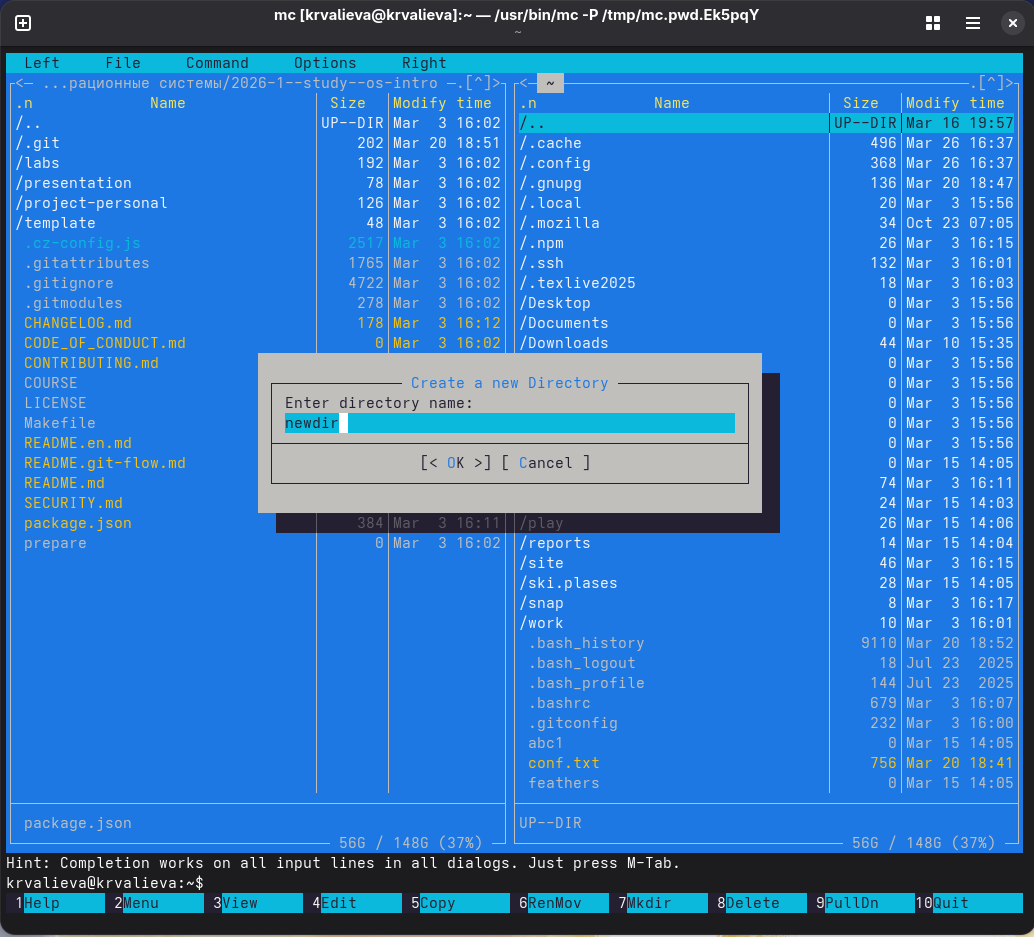 mc [krvalieva@krvalieva]:~ — /usr/bin/mc -P /tmp/mc.pwd.Ek5pqY
~
Left File Command Options Right
<— ...рационные системы/2026-1--study--os-intro —.[^]> <— ~ .[^]>
.n Name Size Modify time .n Name Size Modify time
/.. UP--DIR Mar 3 16:02 /.. UP--DIR Mar 16 19:57
/.git 202 Mar 20 18:51 /.cache 496 Mar 26 16:37
/labs 192 Mar 3 16:02 /.config 368 Mar 26 16:37
/presentation 78 Mar 3 16:02 /.gnupg 136 Mar 20 18:47
/project-personal 126 Mar 3 16:02 /.local 20 Mar 3 15:56
/template 48 Mar 3 16:02 /.mozilla 34 Oct 23 07:05
.cz-config.js 2517 Mar 3 16:02 /.npm 26 Mar 3 16:15
.gitattributes 1765 Mar 3 16:02 /.ssh 132 Mar 3 16:01
.gitignore 4722 Mar 3 16:02 /.texlive2025 18 Mar 3 16:03
.gitmodules 278 Mar 3 16:02 /Desktop 0 Mar 3 15:56
CHANGELOG.md 178 Mar 3 16:12 /Documents 0 Mar 3 15:56
CODE_OF_CONDUCT.md 0 Mar 3 16:02 /Downloads 44 Mar 10 15:35
CONTRIBUTING.md 0 Mar 3 15:56
COURSE Create a new Directory 0 Mar 3 15:56
LICENSE Enter directory name: 0 Mar 3 15:56
Makefile newdir 0 Mar 3 15:56
README.en.md 0 Mar 3 15:56
README.git-flow.md [< OK >] [ Cancel ] 0 Mar 15 14:05
README.md 74 Mar 3 16:11
SECURITY.md 24 Mar 15 14:03
package.json 384 Mar 3 16:11 /play 26 Mar 15 14:06
prepare 0 Mar 3 16:02 /reports 14 Mar 15 14:04
/site 46 Mar 3 16:15
/ski.plases 28 Mar 15 14:05
/snap 8 Mar 3 16:17
/work 10 Mar 3 16:01
.bash_history 9110 Mar 20 18:52
.bash_logout 18 Jul 23 2025
.bash_profile 144 Jul 23 2025
.bashrc 679 Mar 3 16:07
.gitconfig 232 Mar 3 16:00
abc1 0 Mar 15 14:05
conf.txt 756 Mar 20 18:41
feathers 0 Mar 15 14:05
package.json UP--DIR
56G / 148G (37%) 56G / 148G (37%)
Hint: Completion works on all input lines in all dialogs. Just press M-Tab.
krvalieva@krvalieva:~$
1Help 2Menu 3View 4Edit 5Copy 6RenMov 7Mkdir 8Delete 9PullDn 10Quit